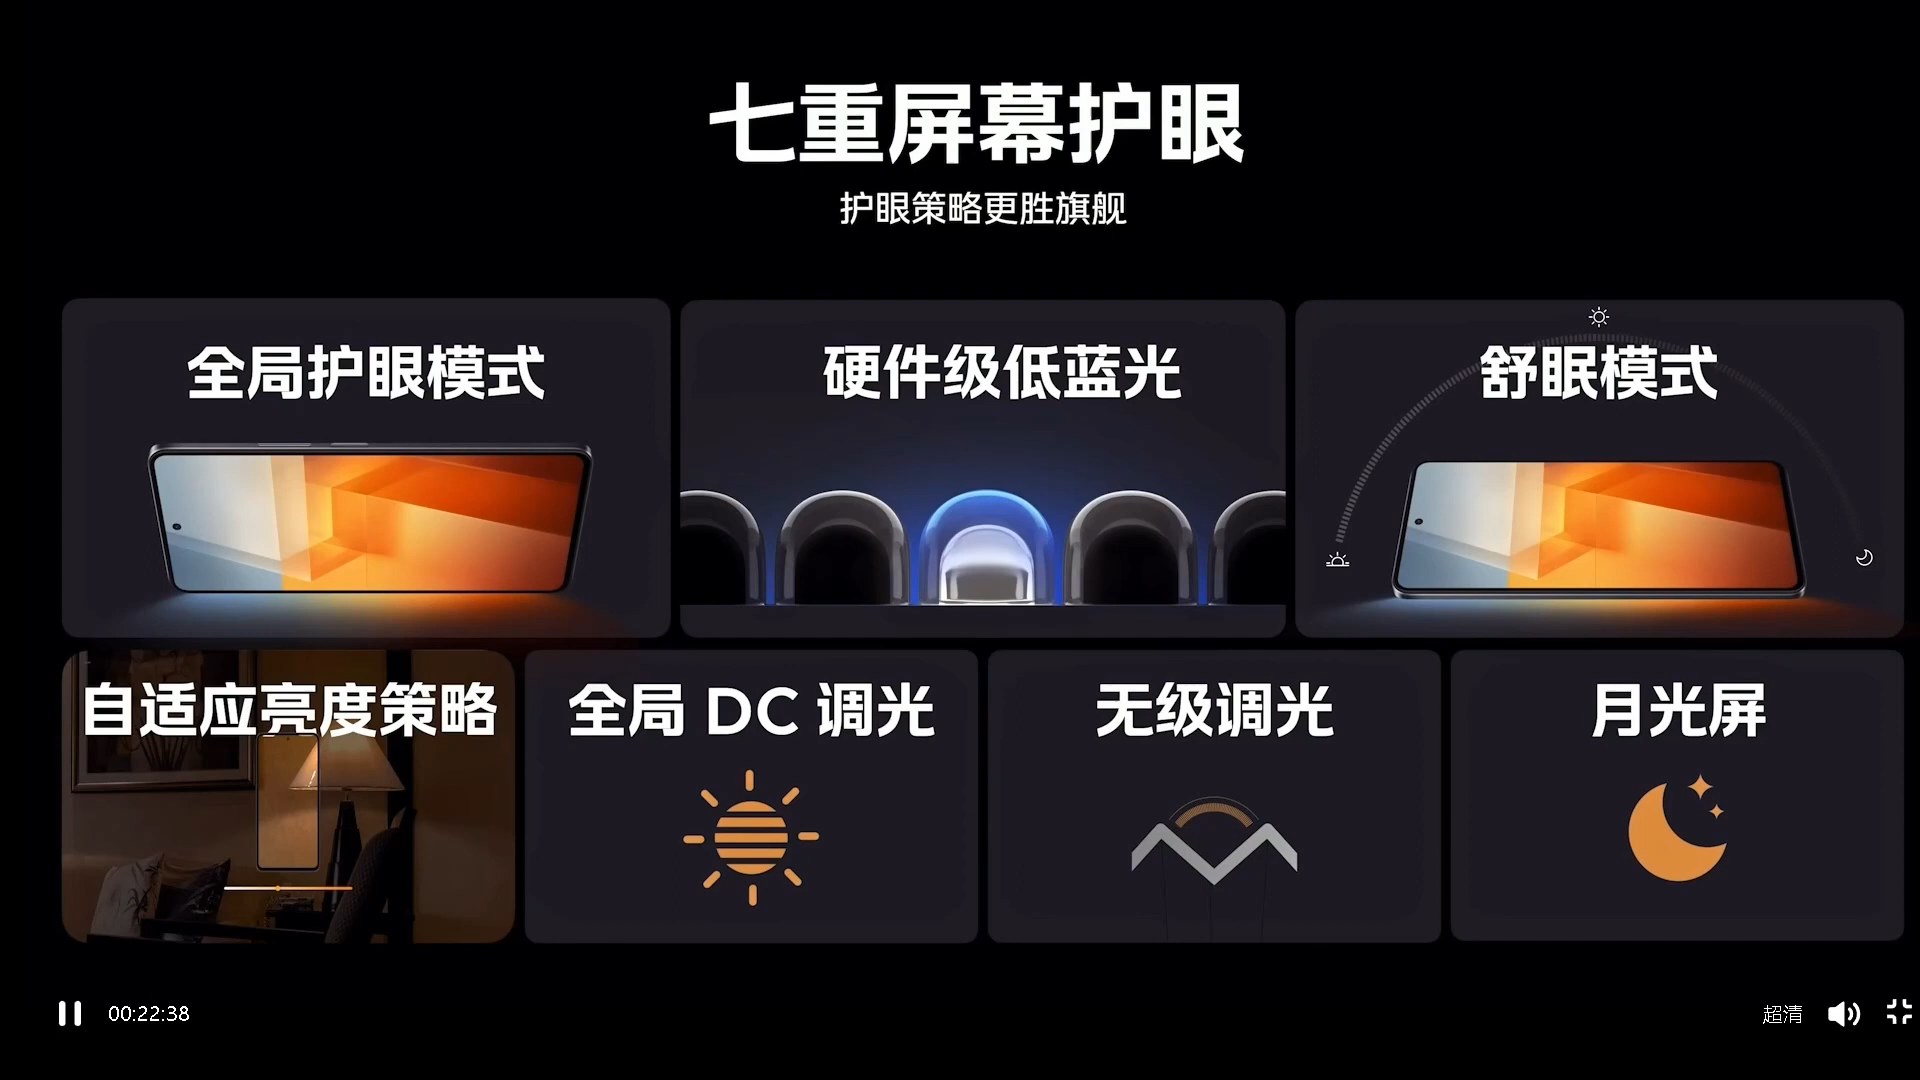 七重屏幕护眼
护眼策略更胜旗舰
全局护眼模式
硬件级低蓝光
舒眠模式
自适应亮度策略
全局 DC 调光
无级调光
月光屏
00:22:38
超清